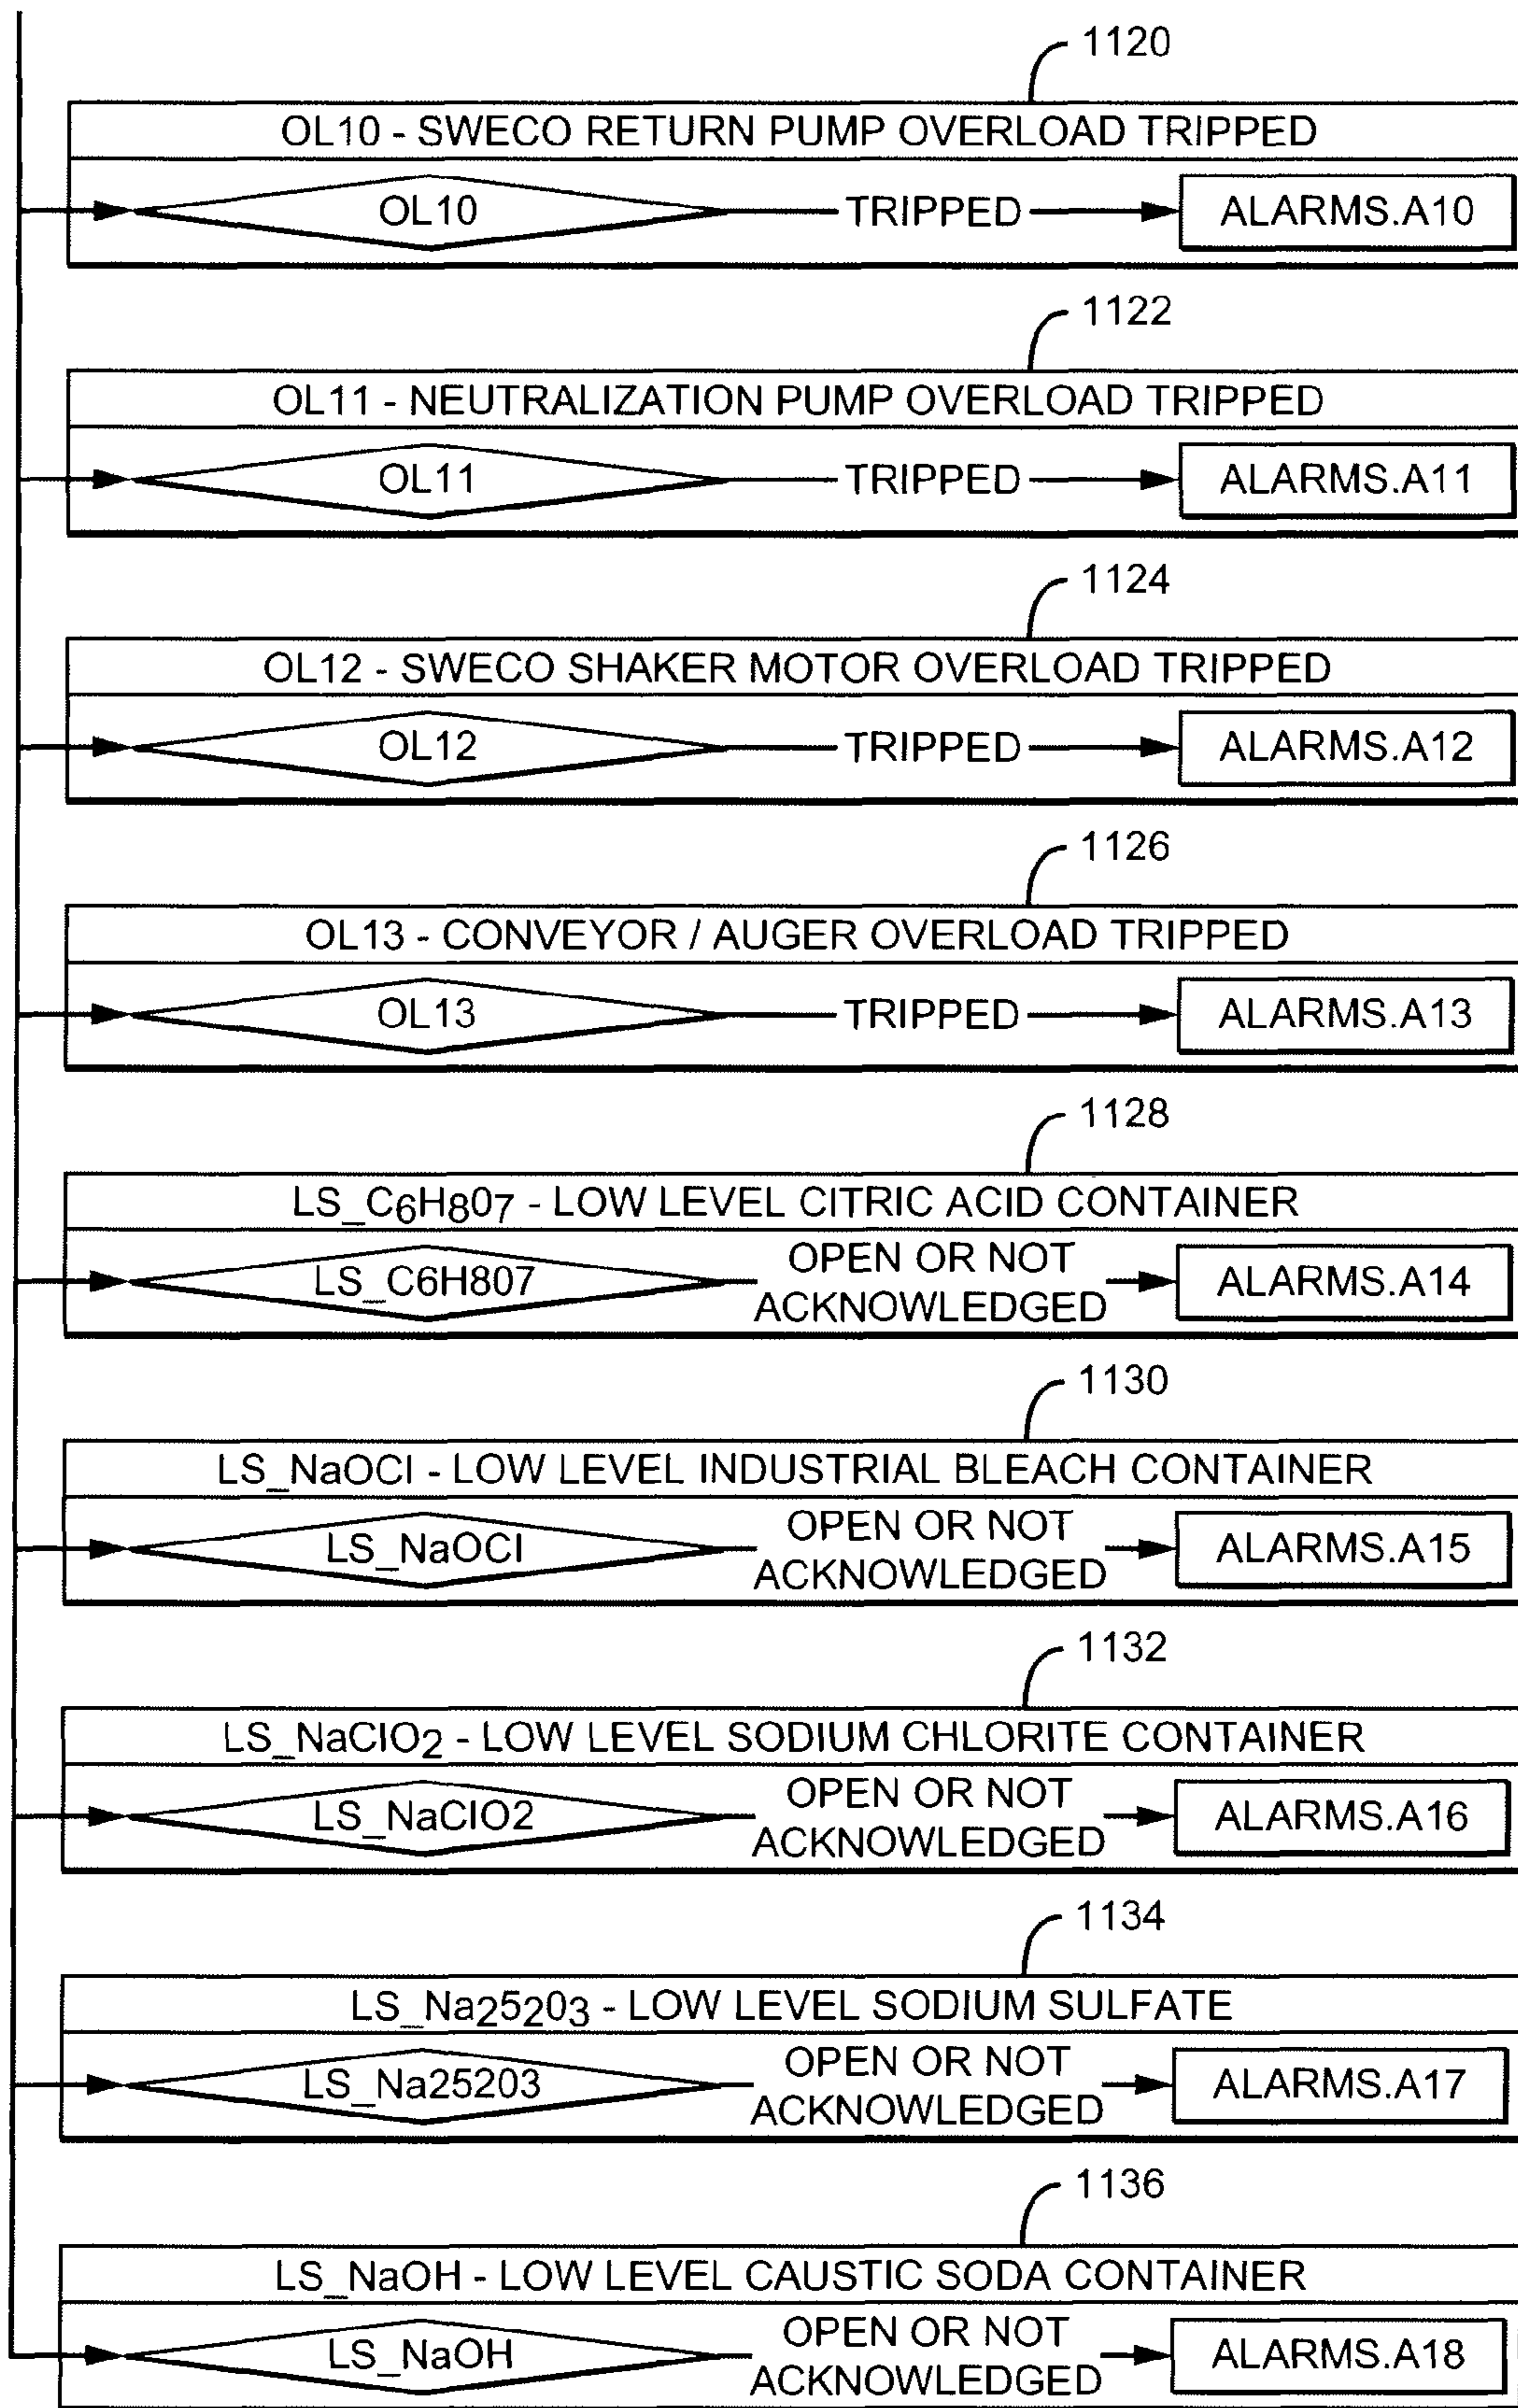 1120
OL10 - SWECO RETURN PUMP OVERLOAD TRIPPED
OL10 TRIPPED ALARMS.A10
1122
OL11 - NEUTRALIZATION PUMP OVERLOAD TRIPPED
OL11 TRIPPED ALARMS.A11
1124
OL12 - SWECO SHAKER MOTOR OVERLOAD TRIPPED
OL12 TRIPPED ALARMS.A12
1126
OL13 - CONVEYOR / AUGER OVERLOAD TRIPPED
OL13 TRIPPED ALARMS.A13
1128
LS_C6H807 - LOW LEVEL CITRIC ACID CONTAINER
LS_C6H807
OPEN OR NOT
ACKNOWLEDGED
ALARMS.A14
1130
LS_NaOCl - LOW LEVEL INDUSTRIAL BLEACH CONTAINER
LS_NaOCl
OPEN OR NOT
ACKNOWLEDGED
ALARMS.A15
1132
LS_NaClO2 - LOW LEVEL SODIUM CHLORITE CONTAINER
LS_NaClO2
OPEN OR NOT
ACKNOWLEDGED
ALARMS.A16
1134
LS_Na25203 - LOW LEVEL SODIUM SULFATE
LS_Na25203
OPEN OR NOT
ACKNOWLEDGED
ALARMS.A17
1136
LS_NaOH - LOW LEVEL CAUSTIC SODA CONTAINER
LS_NaOH
OPEN OR NOT
ACKNOWLEDGED
ALARMS.A18